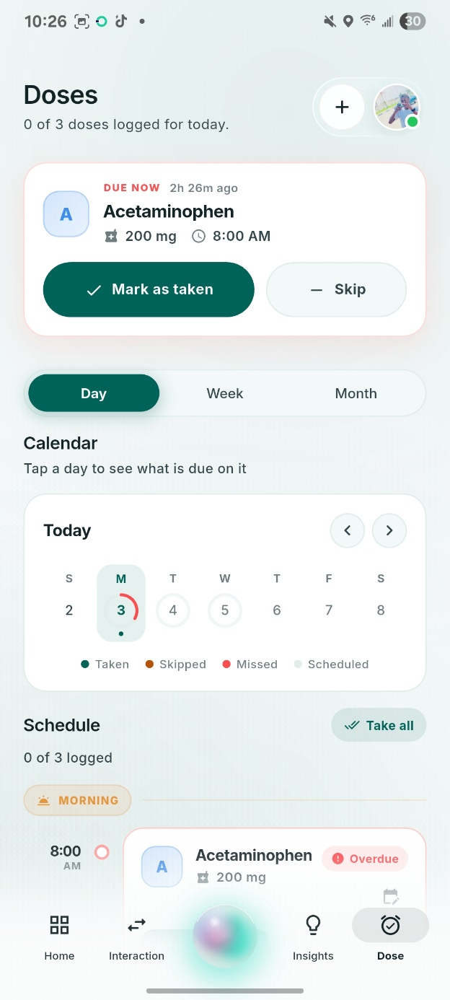 10:26
30
Doses
0 of 3 doses logged for today.
DUE NOW 2h 26m ago
A
Acetaminophen
200 mg 8:00 AM
Mark as taken
Skip
Day Week Month
Calendar
Tap a day to see what is due on it
Today
S M T W T F S
2 3 4 5 6 7 8
Taken Skipped Missed Scheduled
Schedule
Take all
0 of 3 logged
MORNING
8:00
AM
A
Acetaminophen
Overdue
200 mg
Home Interaction Insights Dose